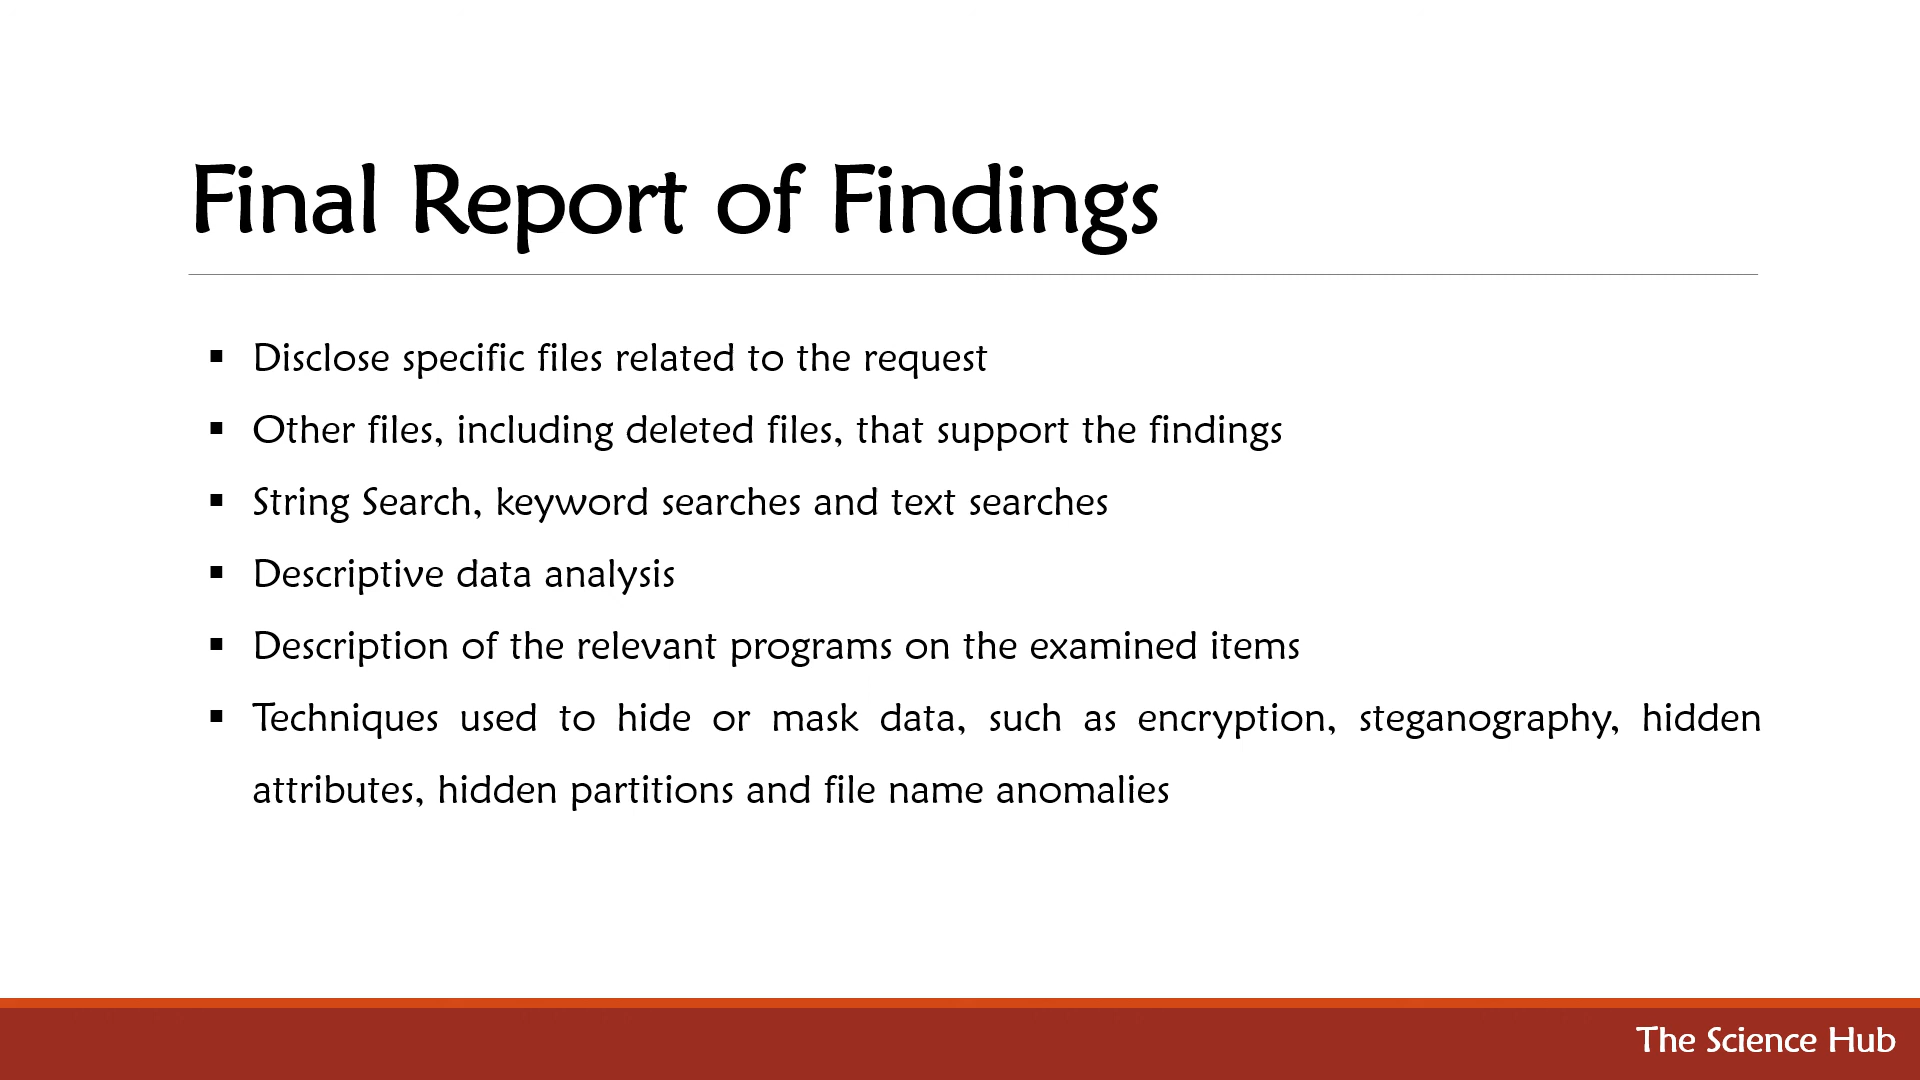 Final Report of Findings
▪ Disclose specific files related to the request
▪ Other files, including deleted files, that support the findings
▪ String Search, keyword searches and text searches
▪ Descriptive data analysis
▪ Description of the relevant programs on the examined items
▪ Techniques used to hide or mask data, such as encryption, steganography, hidden
attributes, hidden partitions and file name anomalies
The Science Hub